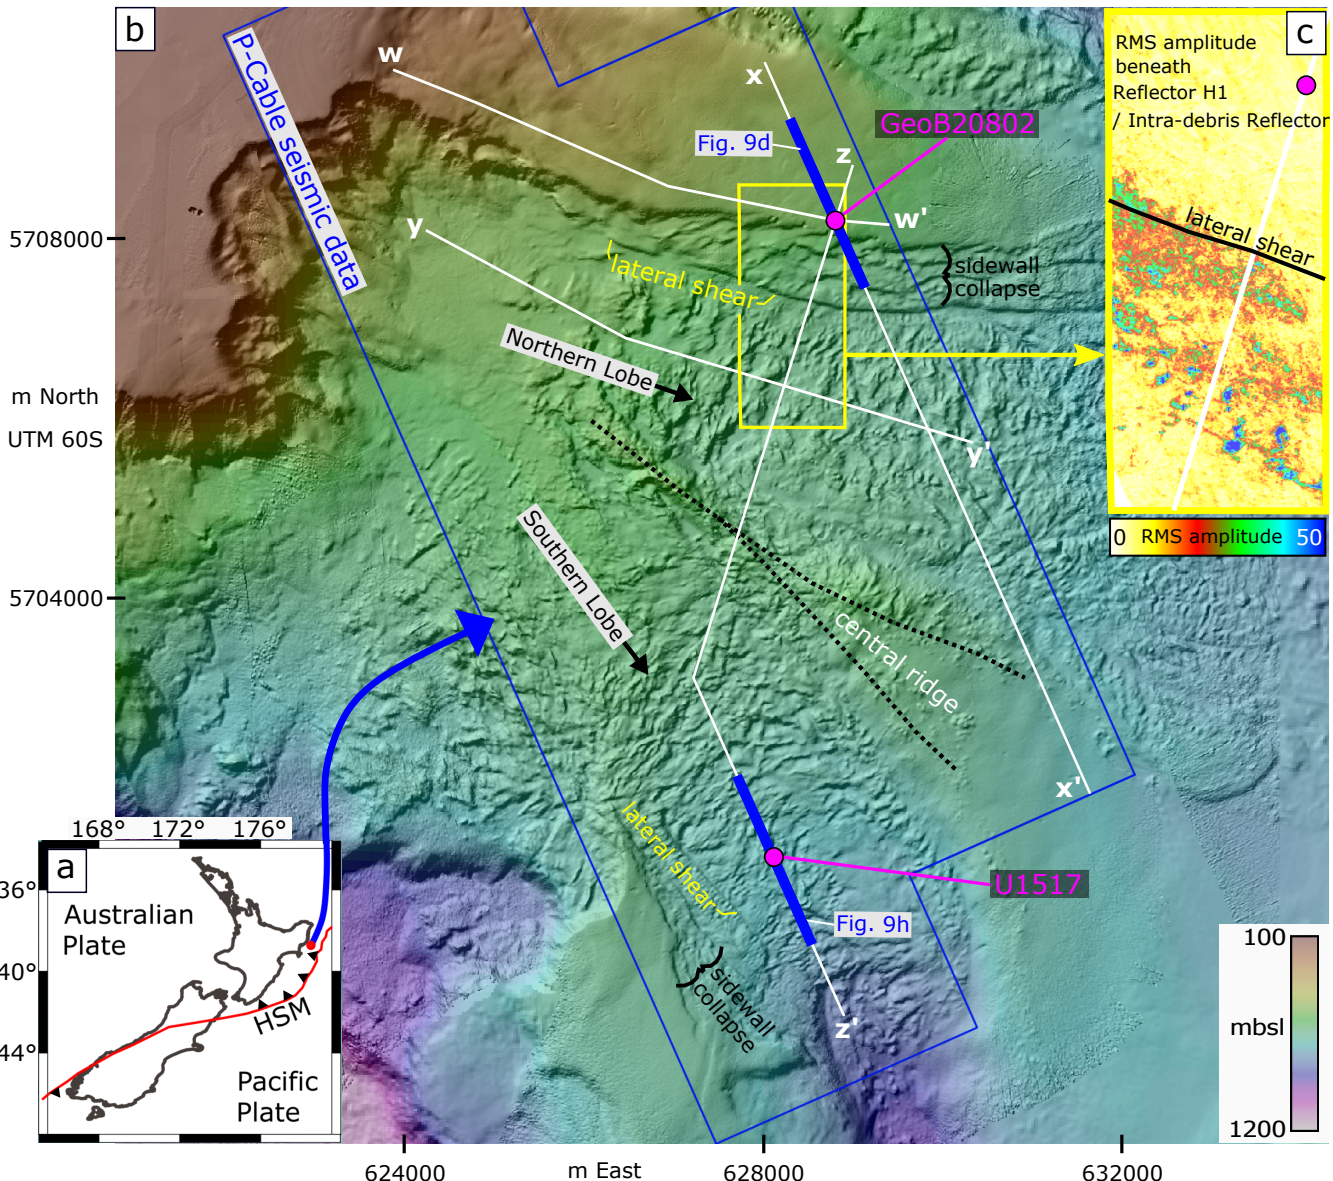 b
P-Cable seismic data
w
x
Fig. 9d
GeoB20802
z
w'
y
5708000
lateral shear
sidewall
collapse
Northern Lobe
m North
UTM 60S
y'
Southern Lobe
5704000
central ridge
x'
lateral shear
U1517
Fig. 9h
sidewall
collapse
z'
624000
m East
628000
632000
c
RMS amplitude
beneath
Reflector H1
/ Intra-debris Reflector
lateral shear
0 RMS amplitude 50
168° 172° 176°
a
36°
Australian
Plate
40°
HSM
44°
Pacific
Plate
100
mbsl
1200